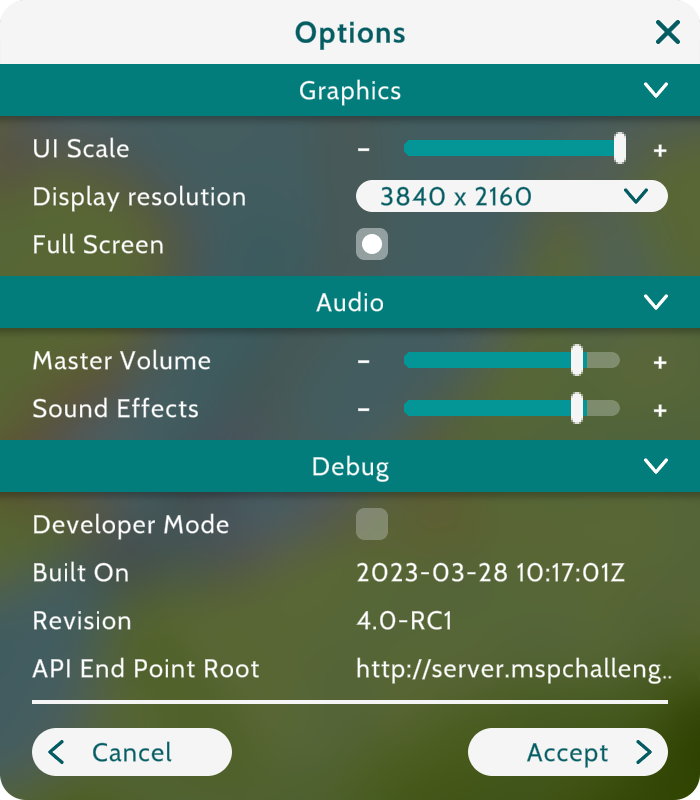 Options
Graphics
UI Scale - +
Display resolution 3840 x 2160
Full Screen
Audio
Master Volume - +
Sound Effects - +
Debug
Developer Mode
Built On 2023-03-28 10:17:01Z
Revision 4.0-RC1
API End Point Root http://server.mspchalleng..
Cancel Accept